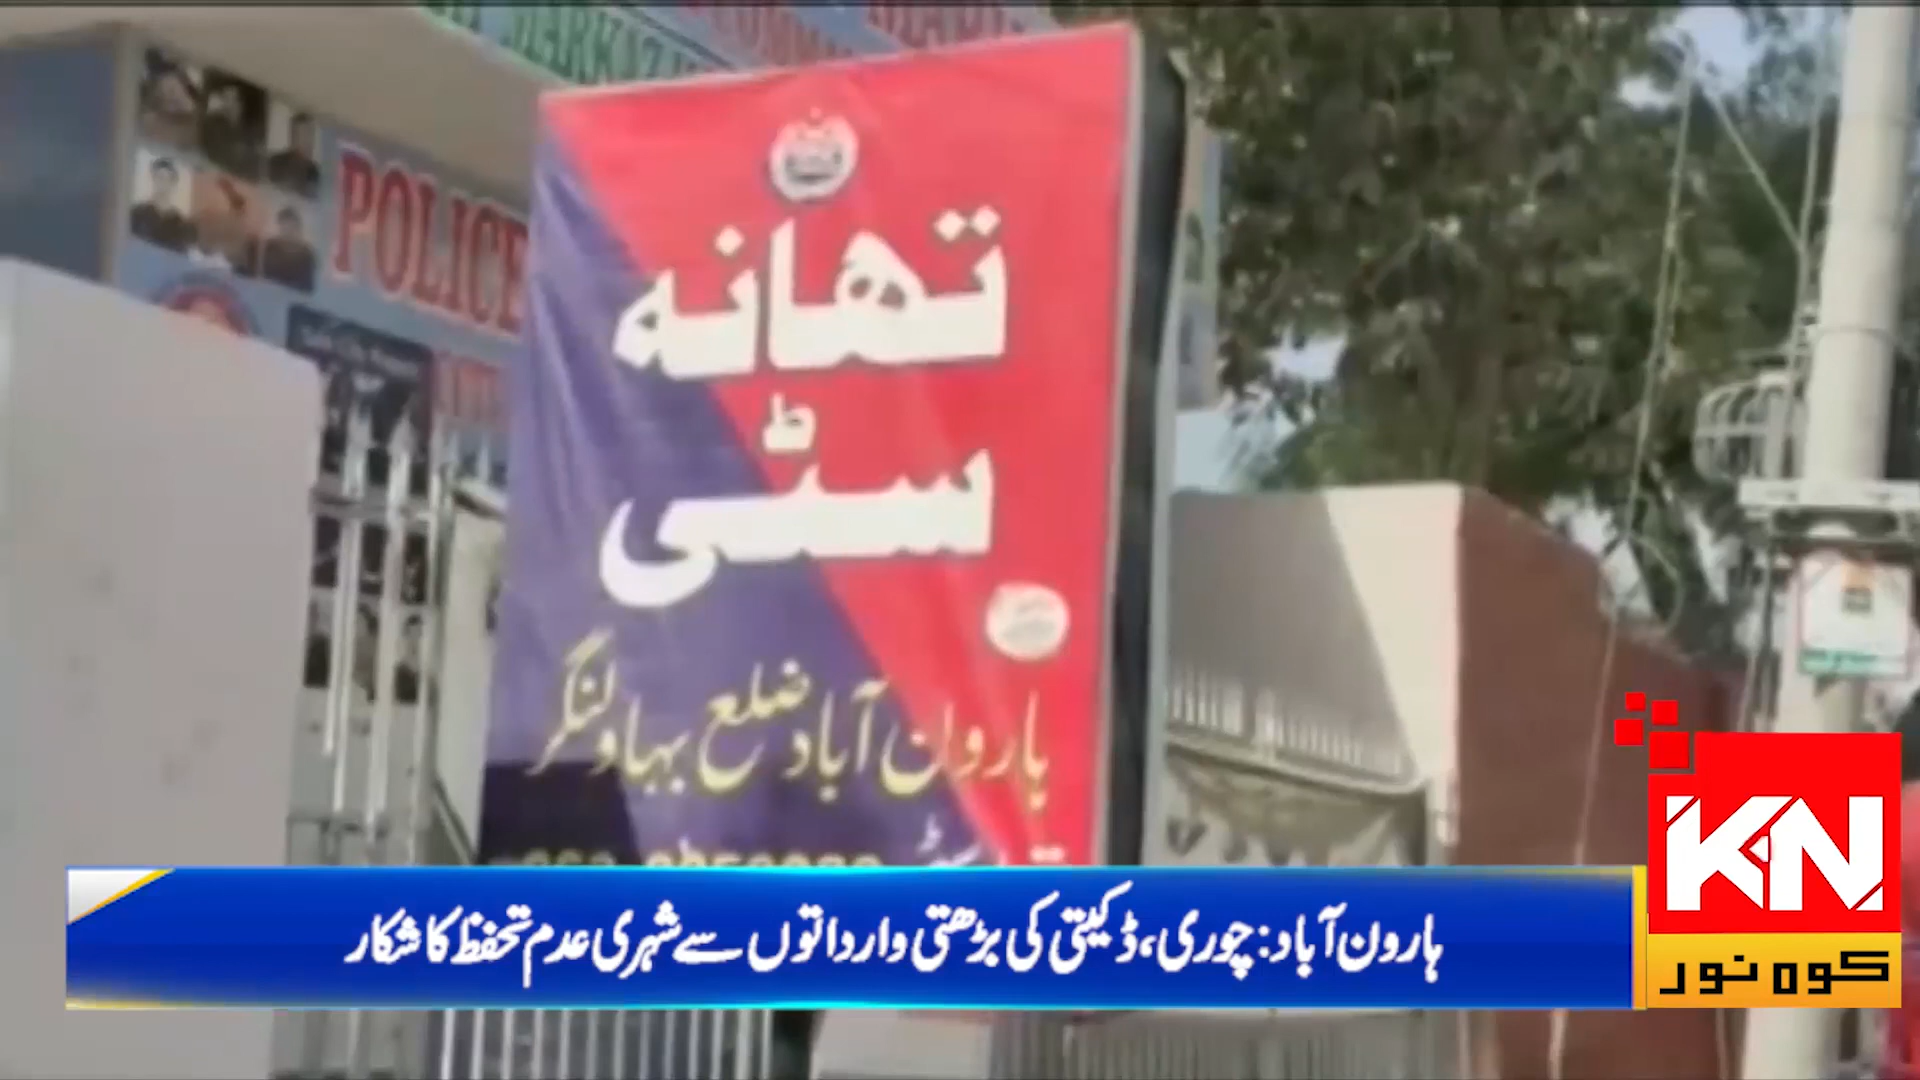 MARKAZ
POLICE
تھانہ
سٹی
ہارون آباد ضلع بہاولنگر
ہارون آباد: چوری، ڈکیتی کی بڑھتی وارداتوں سے شہری عدم تحفظ کا شکار
KN
کوہ نور